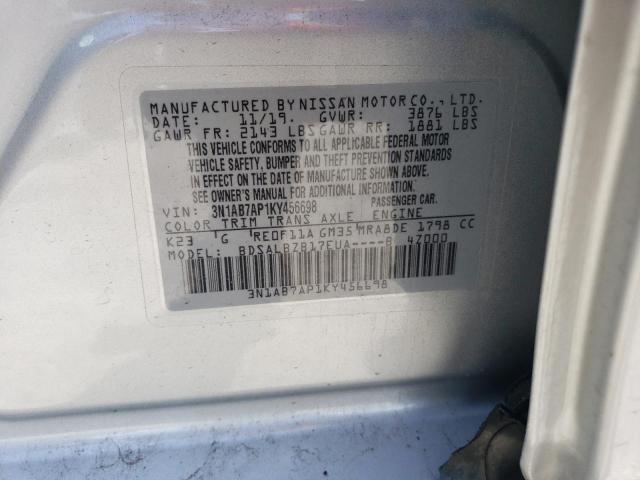 MANUFACTURED BY NISSAN MOTOR CO., LTD.
DATE: 11/19. GVWR: 3876 LBS
GAWR FR: 2143 LBS GAWR RR: 1881 LBS
THIS VEHICLE CONFORMS TO ALL APPLICABLE FEDERAL MOTOR
VEHICLE SAFETY, BUMPER AND THEFT PREVENTION STANDARDS
IN EFFECT ON THE DATE OF MANUFACTURE SHOWN ABOVE.
SEE OWNER'S MANUAL FOR ADDITIONAL INFORMATION.
VIN: 3N1AB7AP1KY456698 PASSENGER CAR.
COLOR TRIM TRANS AXLE ENGINE
K23 G RE0F11A GM35 MRA8DE 1798 CC
MODEL: BDSALBZB17EUA----B 4Z000
3N1AB7AP1KY456698